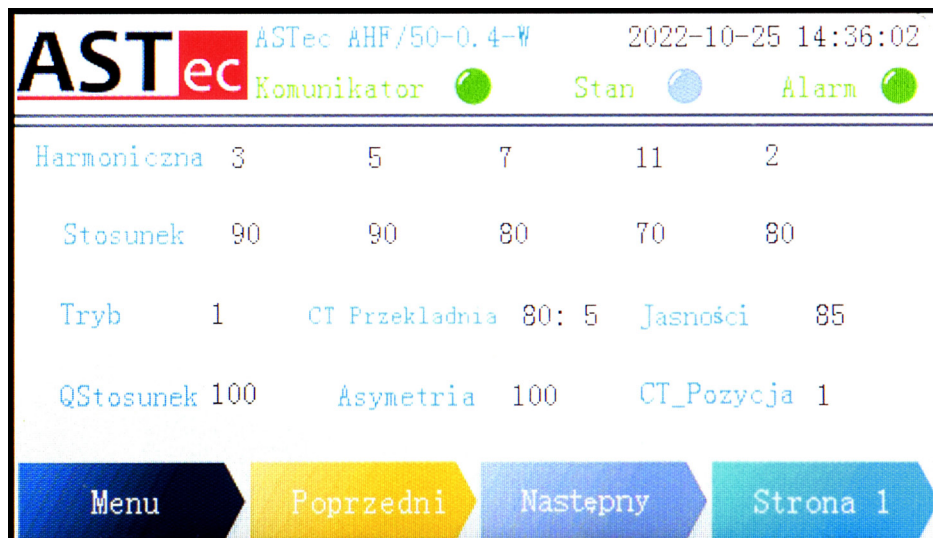 ASTec
ASTec AHF/50-0.4-W 2022-10-25 14:36:02
Komunikator Stan Alarm
Harmoniczna 3 5 7 11 2
Stosunek 90 90 80 70 80
Tryb 1 CT Przekladnia 80: 5 Jasności 85
QStosunek 100 Asymetria 100 CT_Pozycja 1
Menu Poprzedni Następny Strona 1